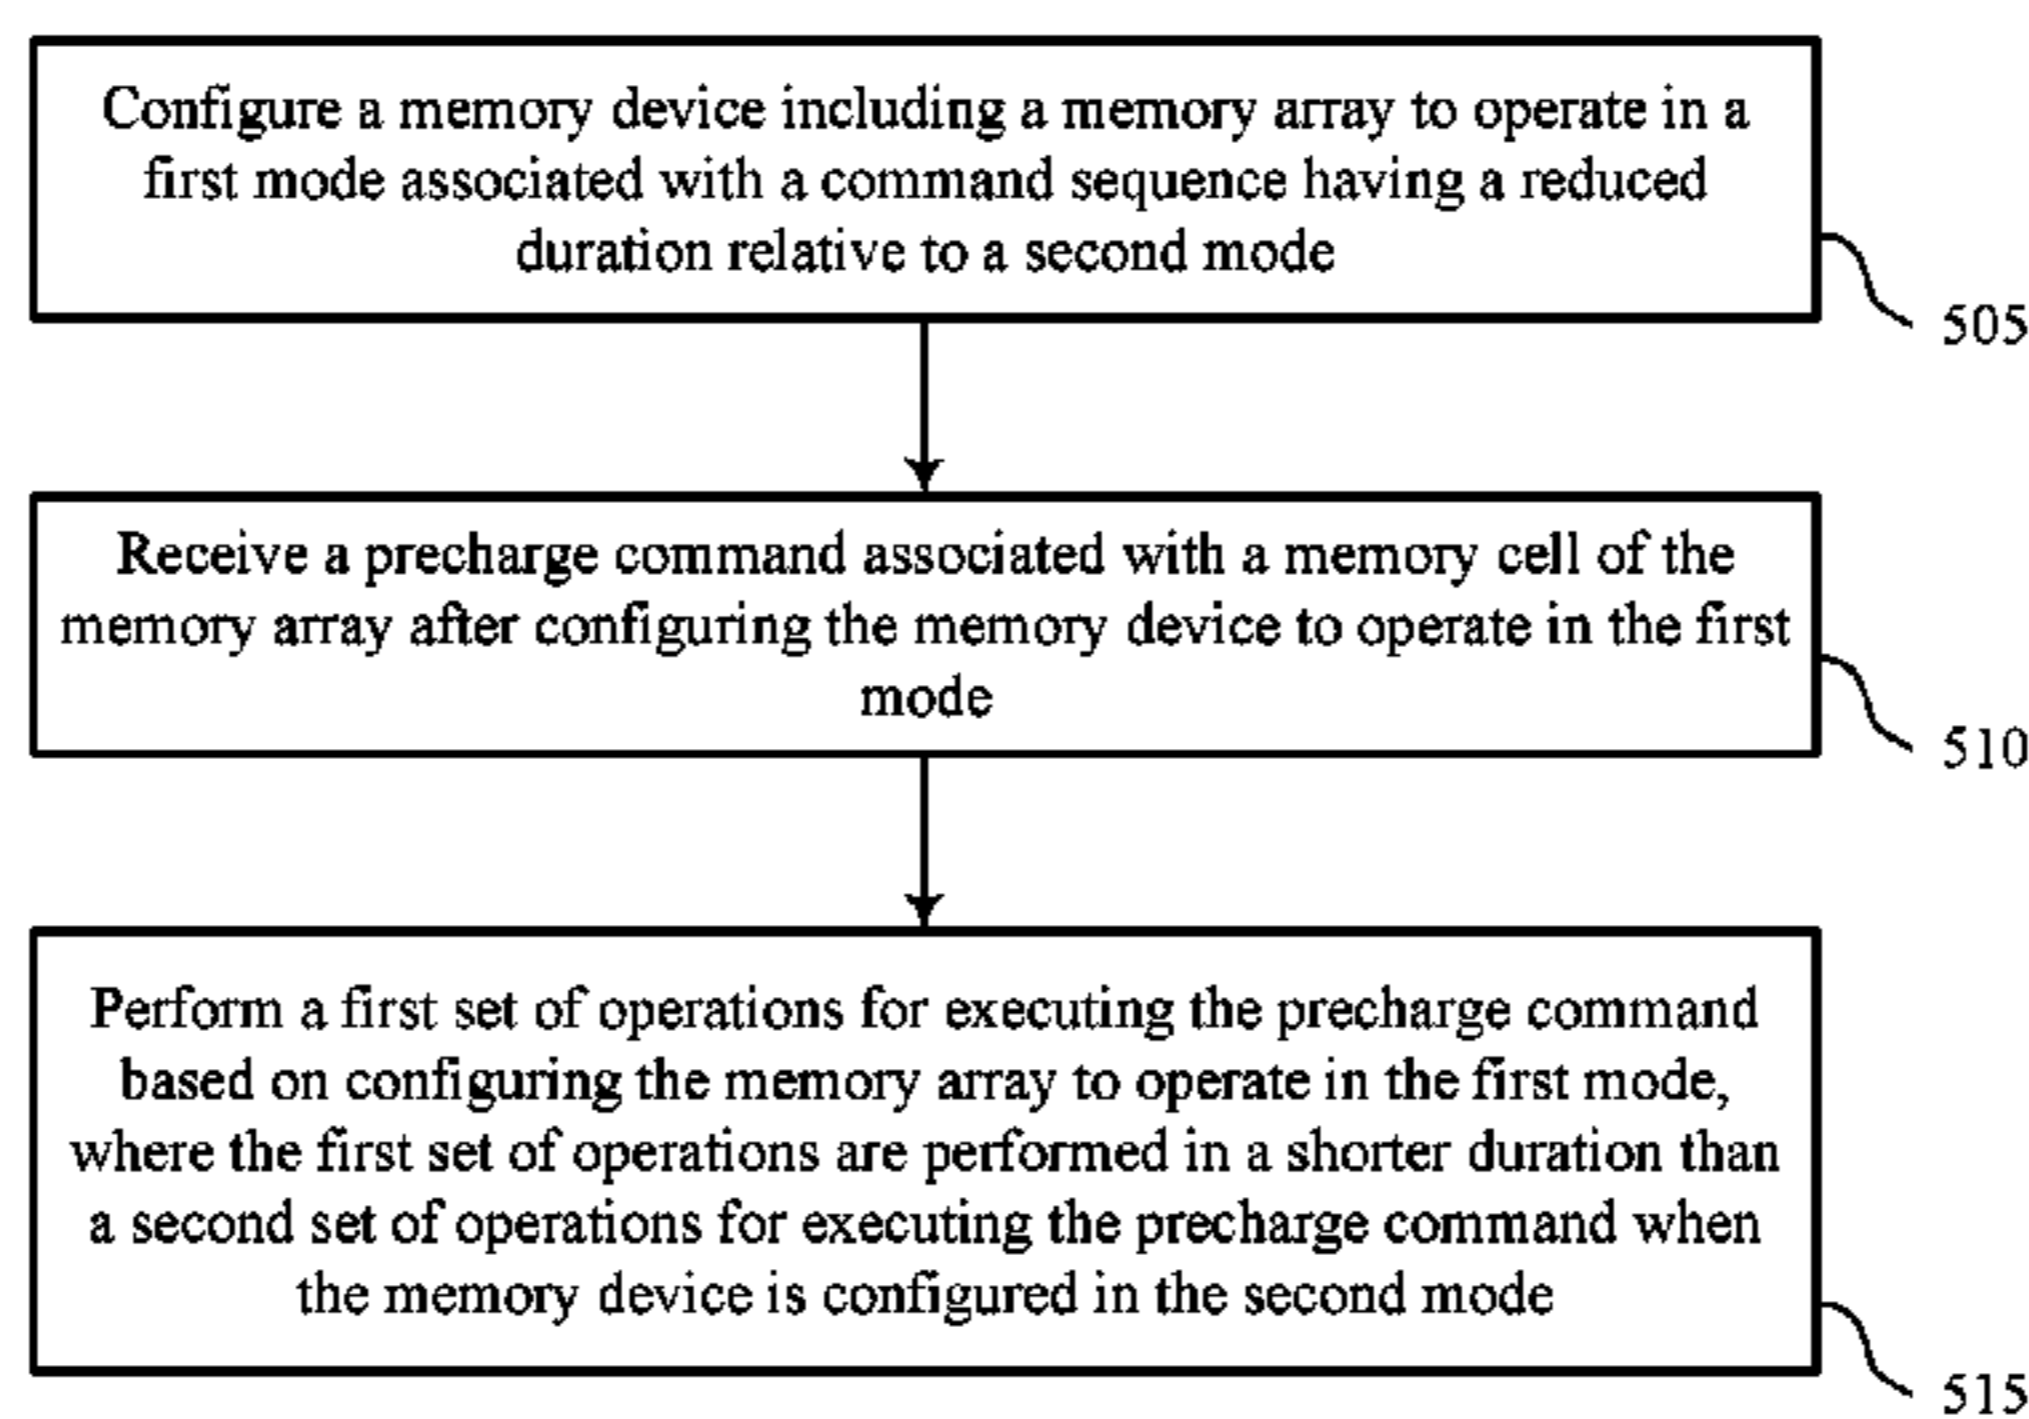 Configure a memory device including a memory array to operate in a
first mode associated with a command sequence having a reduced
duration relative to a second mode
505
Receive a precharge command associated with a memory cell of the
memory array after configuring the memory device to operate in the first
mode
510
Perform a first set of operations for executing the precharge command
based on configuring the memory array to operate in the first mode,
where the first set of operations are performed in a shorter duration than
a second set of operations for executing the precharge command when
the memory device is configured in the second mode
515